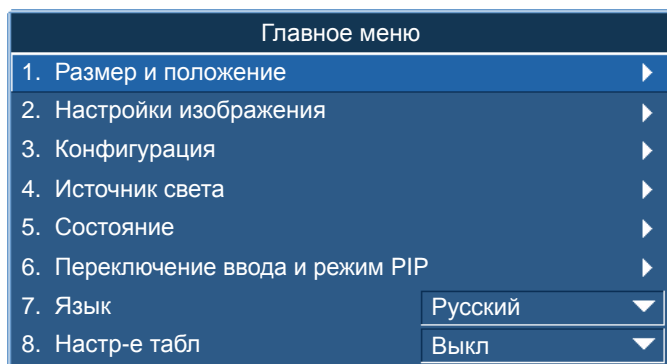 Главное меню
1. Размер и положение
2. Настройки изображения
3. Конфигурация
4. Источник света
5. Состояние
6. Переключение ввода и режим PIP
7. Язык Русский
8. Настр-е табл Выкл